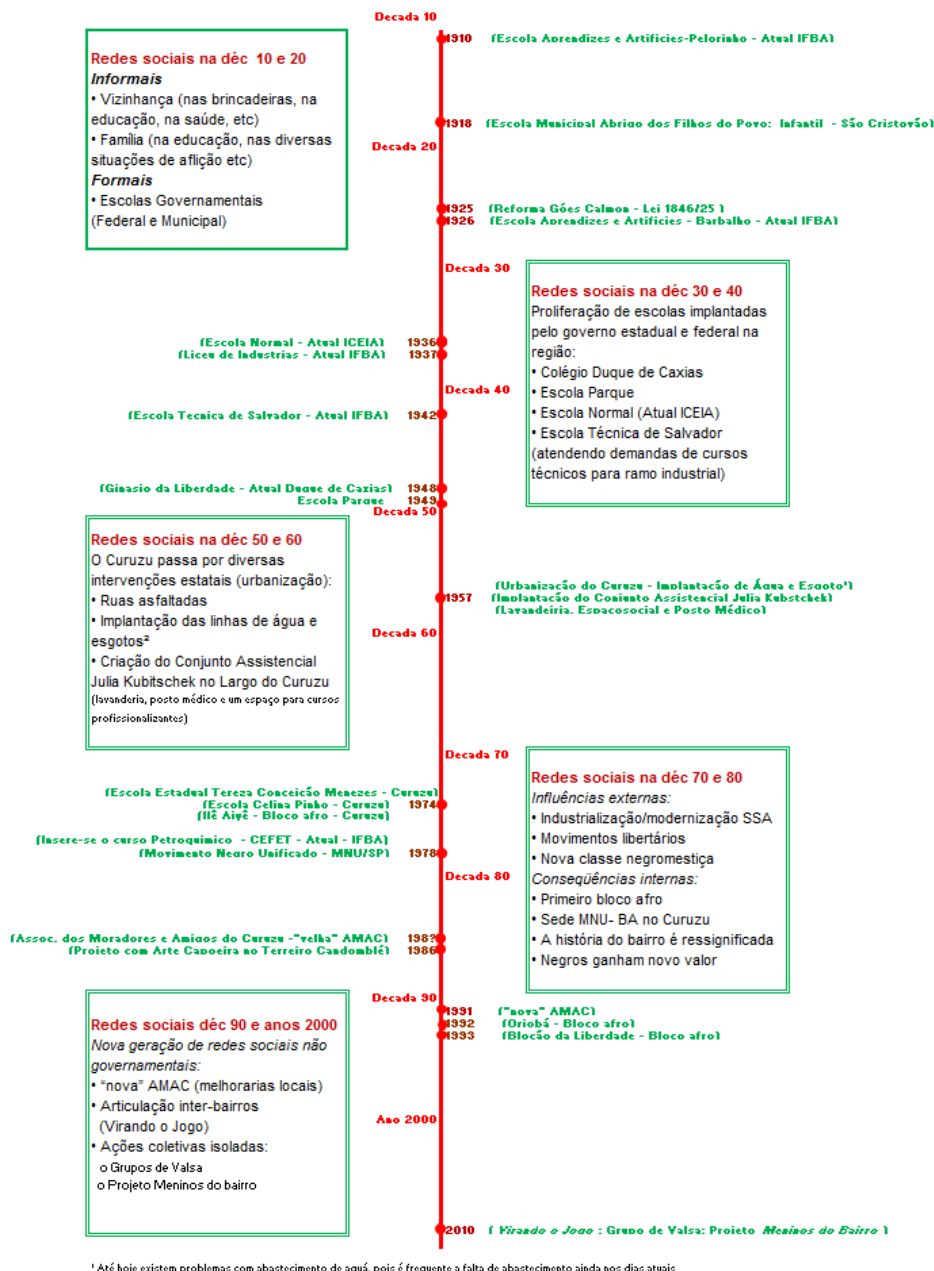 Decada 10
1910 (Escola Aprendizes e Artificies-Pelorinho - Atual IFBA)
Redes sociais na déc 10 e 20
Informais
• Vizinhança (nas brincadeiras, na
educação, na saúde, etc)
• Família (na educação, nas diversas
situações de aflição etc)
Formais
• Escolas Governamentais
(Federal e Municipal)
1918 (Escola Municipal Abrigo dos Filhos do Povo: Infantil - São Cristovão)
Decada 20
1925 (Reforma Góes Calmon - Lei 1846/25 )
1926 (Escola Aprendizes e Artificies - Barbalho - Atual IFBA)
Decada 30
Redes sociais na déc 30 e 40
Proliferação de escolas implantadas
pelo governo estadual e federal na
região:
• Colégio Duque de Caxias
• Escola Parque
• Escola Normal (Atual ICEIA)
• Escola Técnica de Salvador
(atendendo demandas de cursos
técnicos para ramo industrial)
(Escola Normal - Atual ICEIA) 1936
(Liceu de Industrias - Atual IFBA) 1937
Decada 40
(Escola Tecnica de Salvador - Atual IFBA) 1942
(Ginasio da Liberdade - Atual Duque de Caxias) 1948
Escola Parque 1949
Decada 50
Redes sociais na déc 50 e 60
O Curuzu passa por diversas
intervenções estatais (urbanização):
• Ruas asfaltadas
• Implantação das linhas de água e
esgotos²
• Criação do Conjunto Assistencial
Julia Kubitschek no Largo do Curuzu
(lavanderia, posto médico e um espaço para cursos
profissionalizantes)
(Urbanização do Curuzu - Implantação de Água e Esgoto¹)
1957 (Implantação do Conjunto Assistencial Julia Kubstchek)
(Lavandeiria, Espacosocial e Posto Médico)
Decada 60
Decada 70
Redes sociais na déc 70 e 80
Influências externas:
• Industrialização/modernização SSA
• Movimentos libertários
• Nova classe negromestiça
Conseqüências internas:
• Primeiro bloco afro
• Sede MNU- BA no Curuzu
• A história do bairro é ressignificada
• Negros ganham novo valor
(Escola Estadual Tereza Conceição Menezes - Curuzu)
(Escola Celina Pinho - Curuzu) 1974
(Ilê Aiyê - Bloco afro - Curuzu)
(Insere-se o curso Petroquimico - CEFET - Atual - IFBA)
(Movimento Negro Unificado - MNU/SP) 1978
Decada 80
(Assoc. dos Moradores e Amigos do Curuzu -"velha" AMAC)
(Projeto com Arte Capoeira no Terreiro Candomblé) 1986
Decada 90
1991 ("nova" AMAC)
1992 (Oriobá - Bloco afro)
1993 (Blocão da Liberdade - Bloco afro)
Redes sociais déc 90 e anos 2000
Nova geração de redes sociais não
governamentais:
• “nova” AMAC (melhorarias locais)
• Articulação inter-bairros
(Virando o Jogo)
• Ações coletivas isoladas:
o Grupos de Valsa
o Projeto Meninos do bairro
Ano 2000
2010 ( Virando o Jogo : Grupo de Valsa: Projeto Meninos do Bairro )
¹ Até hoje existem problemas com abastecimento de aguá, pois é frequente a falta de abastecimento ainda nos dias atuais